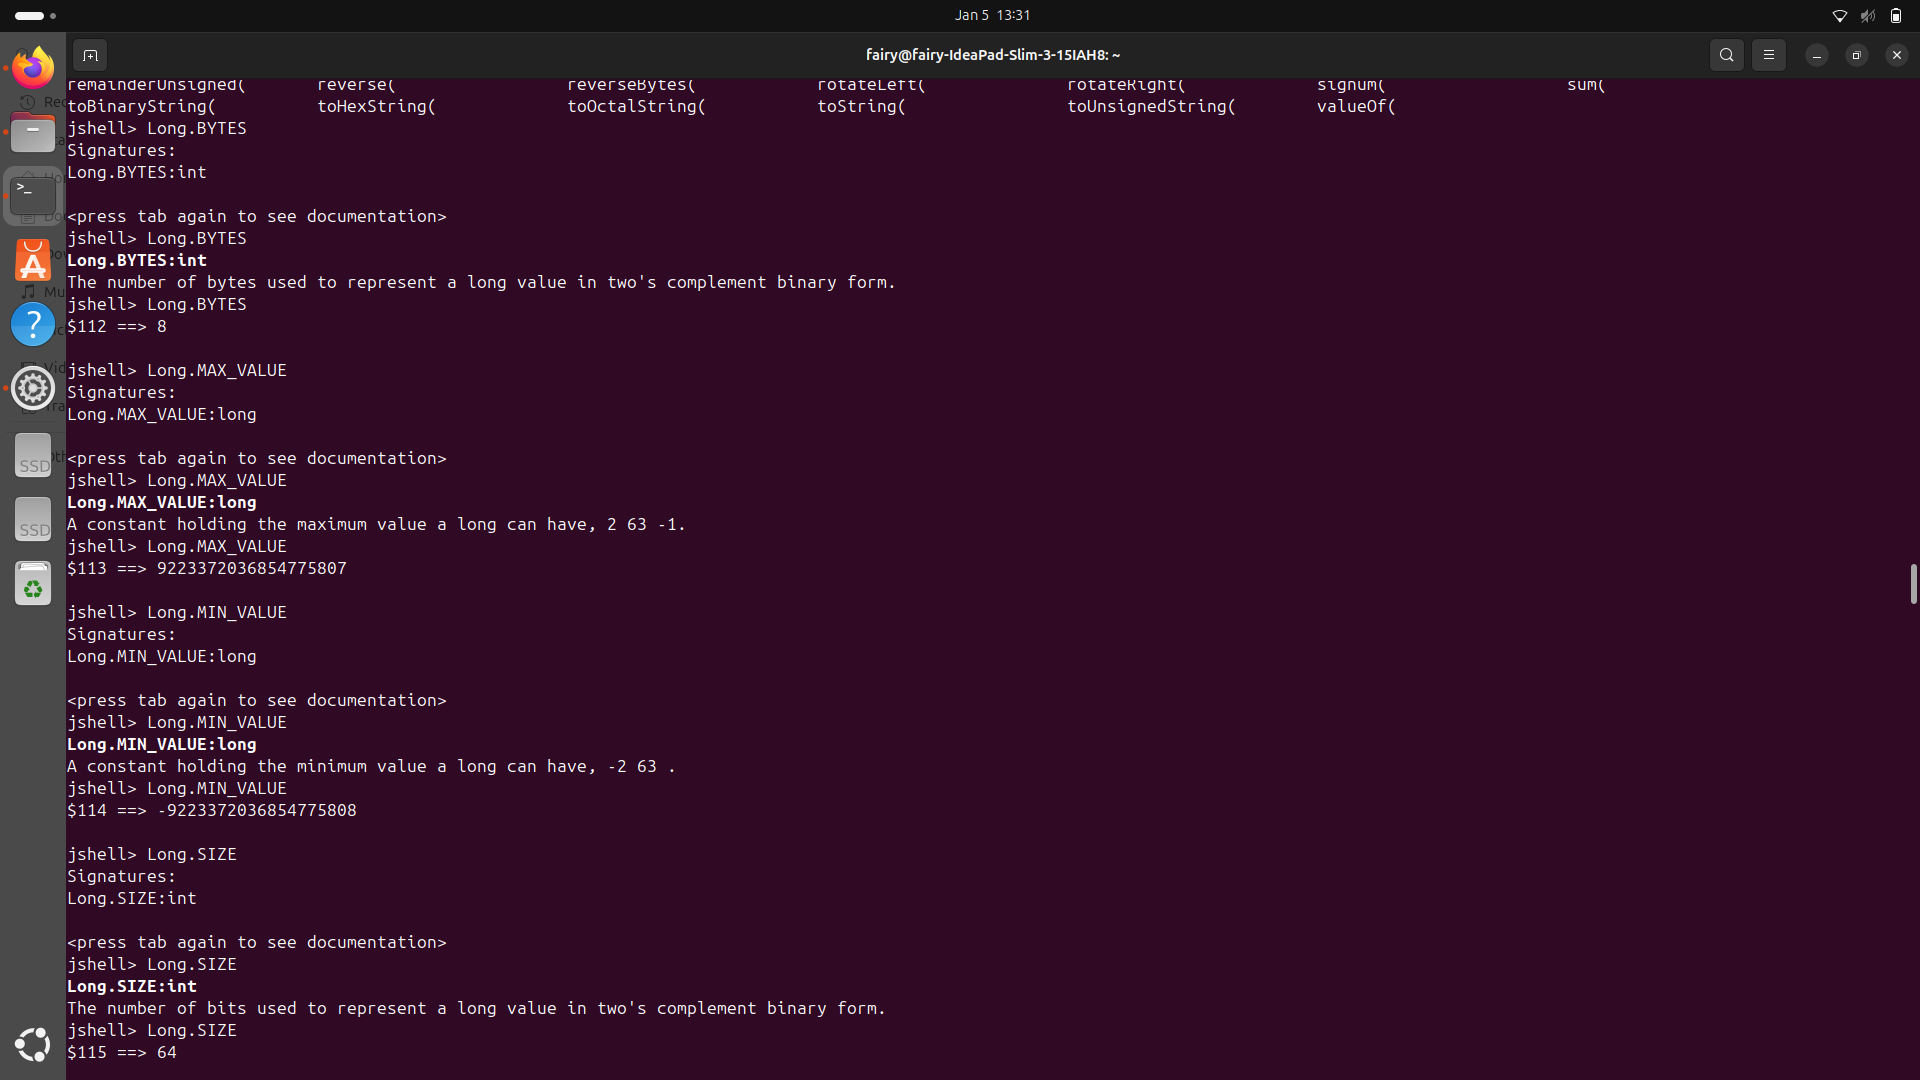 Jan 5 13:31
fairy@fairy-IdeaPad-Slim-3-15IAH8: ~
remainderUnsigned( reverse( reverseBytes( rotateLeft( rotateRight( signum( sum(
toBinaryString( toHexString( toOctalString( toString( toUnsignedString( valueOf(
jshell> Long.BYTES
Signatures:
Long.BYTES:int
<press tab again to see documentation>
jshell> Long.BYTES
Long.BYTES:int
The number of bytes used to represent a long value in two's complement binary form.
jshell> Long.BYTES
$112 ==> 8
jshell> Long.MAX_VALUE
Signatures:
Long.MAX_VALUE:long
<press tab again to see documentation>
jshell> Long.MAX_VALUE
Long.MAX_VALUE:long
A constant holding the maximum value a long can have, 2 63 -1.
jshell> Long.MAX_VALUE
$113 ==> 9223372036854775807
jshell> Long.MIN_VALUE
Signatures:
Long.MIN_VALUE:long
<press tab again to see documentation>
jshell> Long.MIN_VALUE
Long.MIN_VALUE:long
A constant holding the minimum value a long can have, -2 63 .
jshell> Long.MIN_VALUE
$114 ==> -9223372036854775808
jshell> Long.SIZE
Signatures:
Long.SIZE:int
<press tab again to see documentation>
jshell> Long.SIZE
Long.SIZE:int
The number of bits used to represent a long value in two's complement binary form.
jshell> Long.SIZE
$115 ==> 64
SSD
SSD